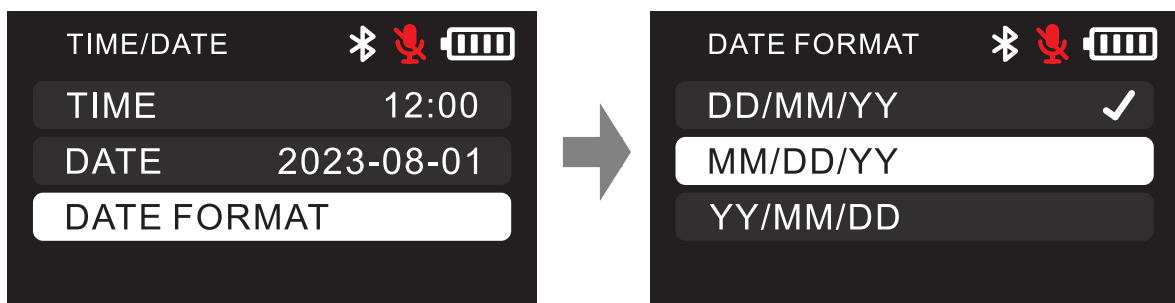 TIME/DATE
TIME 12:00
DATE 2023-08-01
DATE FORMAT
DATE FORMAT
DD/MM/YY
MM/DD/YY
YY/MM/DD